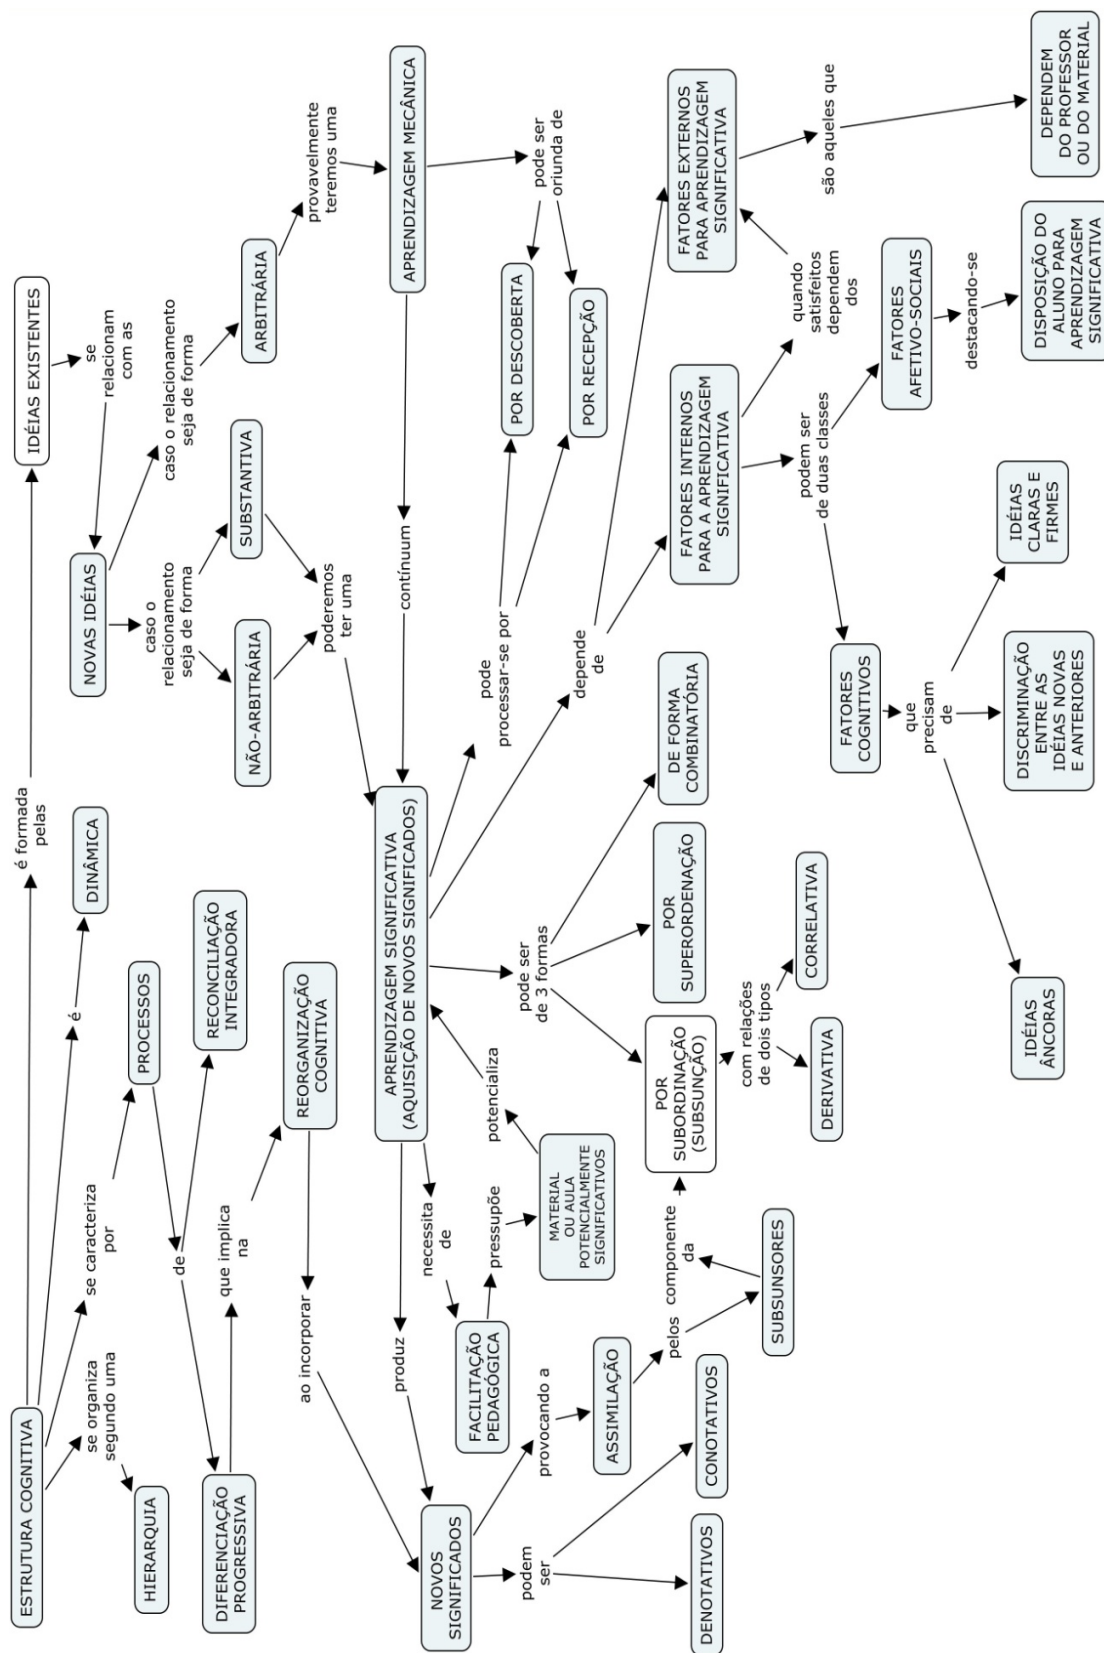 ESTRUTURA COGNITIVA
é formada
pelas
IDÉIAS EXISTENTES
se
relacionam
com as
NOVAS IDÉIAS
caso o relacionamento
seja de forma
ARBITRÁRIA
provavelmente
teremos uma
APRENDIZAGEM MECÂNICA
caso o
relacionamento
seja de forma
SUBSTANTIVA
NÃO-ARBITRÁRIA
poderemos
ter uma
é
DINÂMICA
se caracteriza
por
PROCESSOS
de
RECONCILIAÇÃO
INTEGRADORA
se organiza
segundo uma
HIERARQUIA
DIFERENCIAÇÃO
PROGRESSIVA
que implica
na
REORGANIZAÇÃO
COGNITIVA
ao incorporar
APRENDIZAGEM SIGNIFICATIVA
(AQUISIÇÃO DE NOVOS SIGNIFICADOS)
contínuum
pode ser
oriunda de
POR DESCOBERTA
POR RECEPÇÃO
pode
processar-se por
produz
NOVOS
SIGNIFICADOS
necessita
de
FACILITAÇÃO
PEDAGÓGICA
pressupõe
MATERIAL
OU AULA
POTENCIALMENTE
SIGNIFICATIVOS
potencializa
provocando a
ASSIMILAÇÃO
pelos
SUBSUNSORES
componente
da
podem
ser
DENOTATIVOS
CONOTATIVOS
pode ser
de 3 formas
POR
SUBORDINAÇÃO
(SUBSUNÇÃO)
POR
SUPERORDENAÇÃO
DE FORMA
COMBINATÓRIA
com relações
de dois tipos
DERIVATIVA
CORRELATIVA
depende
de
FATORES INTERNOS
PARA A APRENDIZAGEM
SIGNIFICATIVA
FATORES EXTERNOS
PARA APRENDIZAGEM
SIGNIFICATIVA
quando
satisfeitos
dependem
dos
são aqueles que
DEPENDEM
DO PROFESSOR
OU DO MATERIAL
podem ser
de duas classes
FATORES
COGNITIVOS
FATORES
AFETIVO-SOCIAIS
destacando-se
DISPOSIÇÃO DO
ALUNO PARA
APRENDIZAGEM
SIGNIFICATIVA
que
precisam
de
IDÉIAS
ÂNCORAS
DISCRIMINAÇÃO
ENTRE AS
IDÉIAS NOVAS
E ANTERIORES
IDÉIAS
CLARAS E
FIRMES